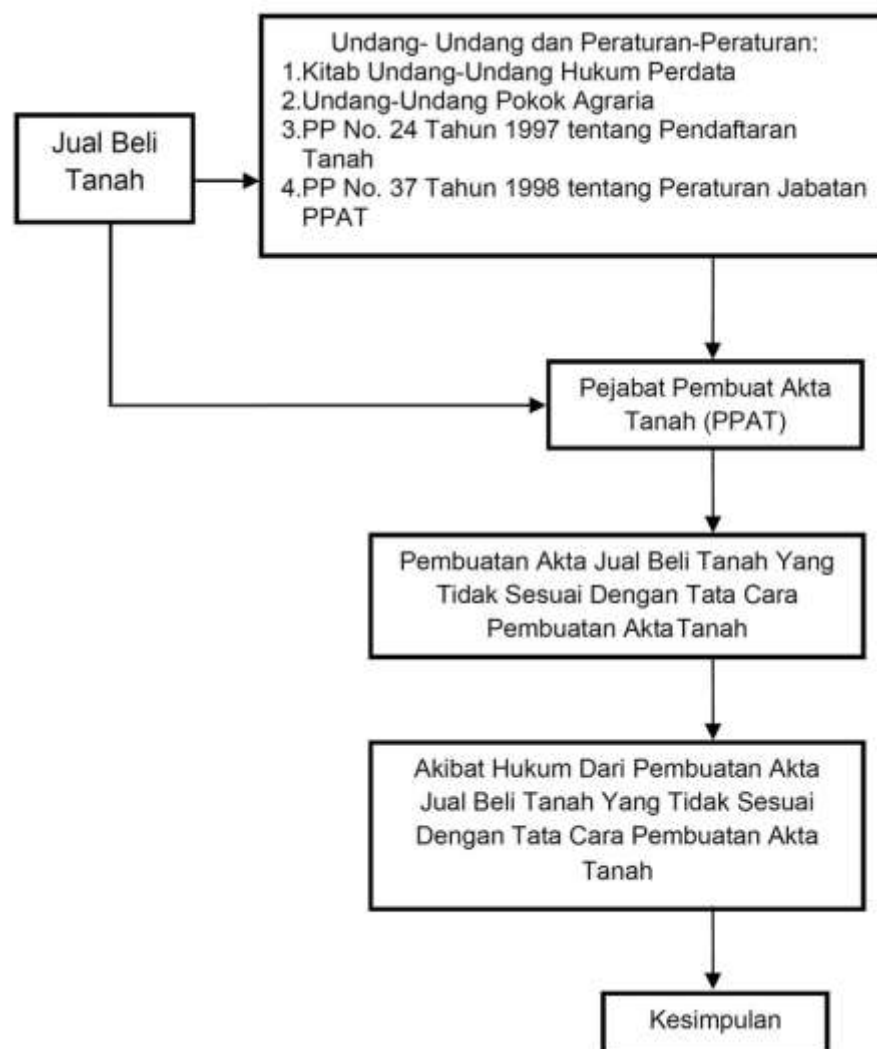 Undang- Undang dan Peraturan-Peraturan:
1.Kitab Undang-Undang Hukum Perdata
2.Undang-Undang Pokok Agraria
3.PP No. 24 Tahun 1997 tentang Pendaftaran
Tanah
4.PP No. 37 Tahun 1998 tentang Peraturan Jabatan
PPAT
Jual Beli
Tanah
Pejabat Pembuat Akta
Tanah (PPAT)
Pembuatan Akta Jual Beli Tanah Yang
Tidak Sesuai Dengan Tata Cara
Pembuatan Akta Tanah
Akibat Hukum Dari Pembuatan Akta
Jual Beli Tanah Yang Tidak Sesuai
Dengan Tata Cara Pembuatan Akta
Tanah
Kesimpulan